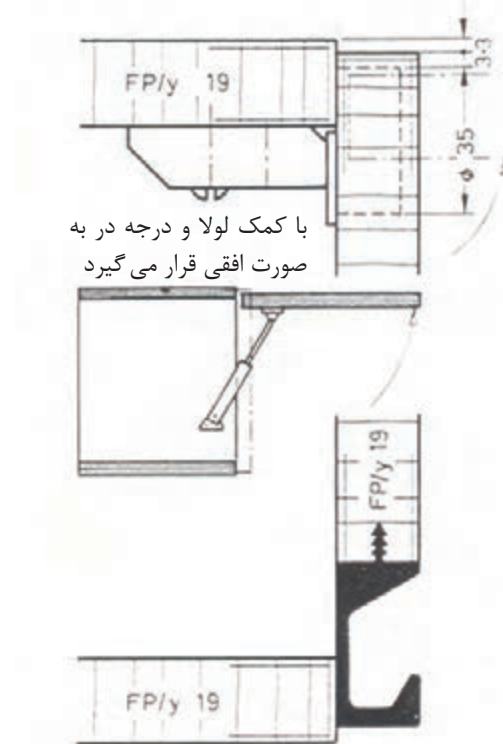 FP/y 19
3·3
φ 35
با کمک لولا و درجه در به
صورت افقی قرار می گیرد
FP/y 19
FP/y 19